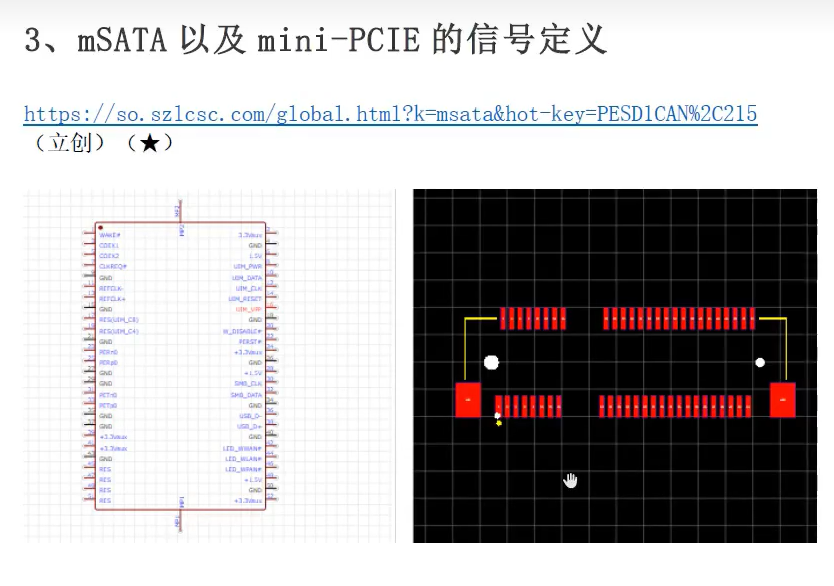 3、mSATA 以及 mini-PCIE 的信号定义
https://so.szlcsc.com/global.html?k=msata&hot-key=PESD1CAN%2C215
（立创）（★）
WAKE# 3.3Vaux
COEX1 GND
COEX2 1.5V
CLKREQ# UIM_PWR
GND UIM_DATA
REFCLK- UIM_CLK
REFCLK+ UIM_RESET
GND UIM_VPP
RES(UIM_C8) GND
RES(UIM_C4) W_DISABLE#
GND PERST#
PERn0 +3.3Vaux
PERp0 GND
GND +1.5V
GND SMB_CLK
PETn0 SMB_DATA
PETp0 GND
GND USB_D-
GND USB_D+
+3.3Vaux GND
+3.3Vaux LED_WWAN#
GND LED_WLAN#
RES LED_WPAN#
RES +1.5V
RES GND
RES +3.3Vaux